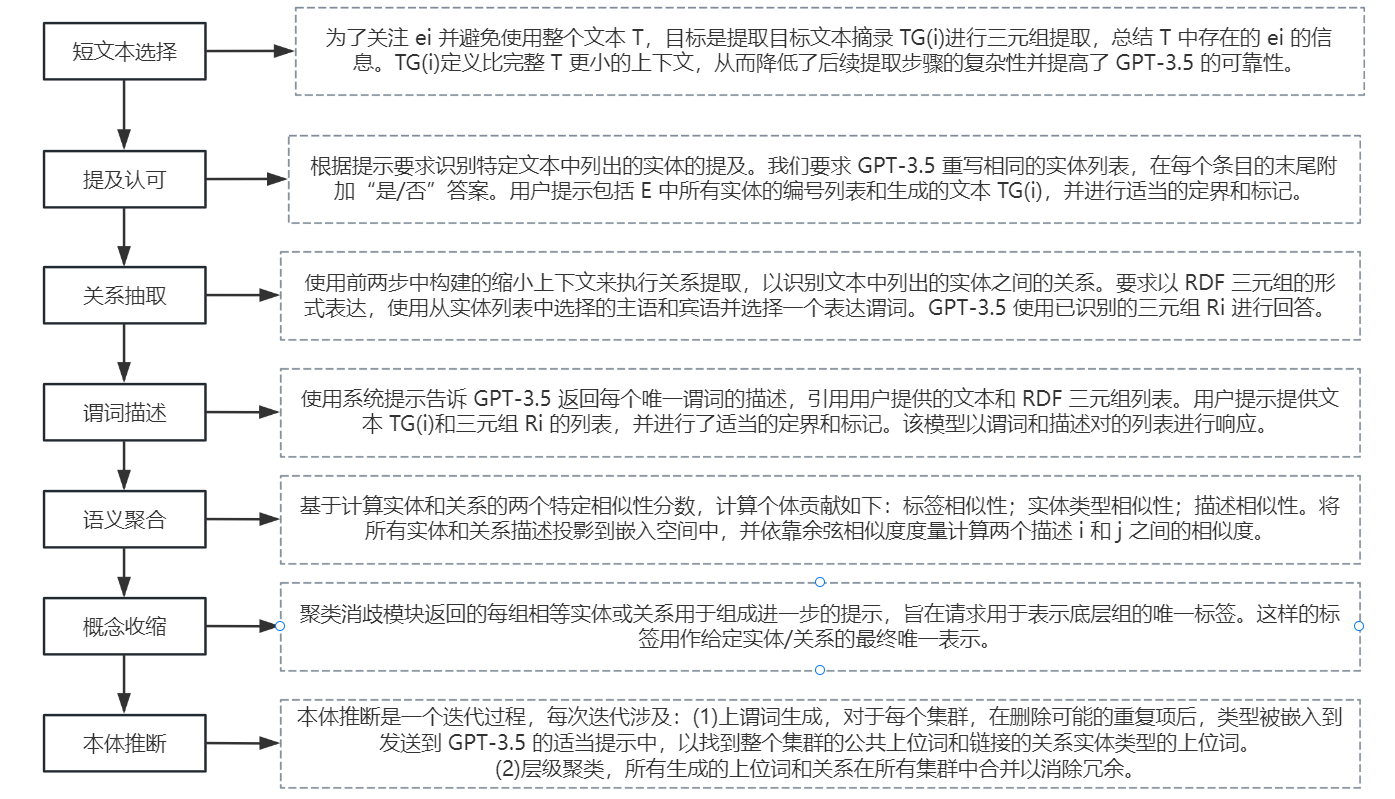 短文本选择
为了关注 ei 并避免使用整个文本 T，目标是提取目标文本摘录 TG(i)进行三元组提取，总结 T 中存在的 ei 的信
息。TG(i)定义比完整 T 更小的上下文，从而降低了后续提取步骤的复杂性并提高了 GPT-3.5 的可靠性。
提及认可
根据提示要求识别特定文本中列出的实体的提及。我们要求 GPT-3.5 重写相同的实体列表，在每个条目的末尾附
加“是/否”答案。用户提示包括 E 中所有实体的编号列表和生成的文本 TG(i)，并进行适当的定界和标记。
关系抽取
使用前两步中构建的缩小上下文来执行关系提取，以识别文本中列出的实体之间的关系。要求以 RDF 三元组的形
式表达，使用从实体列表中选择的主语和宾语并选择一个表达谓词。GPT-3.5 使用已识别的三元组 Ri 进行回答。
谓词描述
使用系统提示告诉 GPT-3.5 返回每个唯一谓词的描述，引用用户提供的文本和 RDF 三元组列表。用户提示提供文
本 TG(i)和三元组 Ri 的列表，并进行了适当的定界和标记。该模型以谓词和描述对的列表进行响应。
语义聚合
基于计算实体和关系的两个特定相似性分数，计算个体贡献如下：标签相似性；实体类型相似性；描述相似性。将
所有实体和关系描述投影到嵌入空间中，并依靠余弦相似度度量计算两个描述 i 和 j 之间的相似度。
概念收缩
聚类消歧模块返回的每组相等实体或关系用于组成进一步的提示，旨在请求用于表示底层组的唯一标签。这样的标
签用作给定实体/关系的最终唯一表示。
本体推断
本体推断是一个迭代过程，每次迭代涉及：(1)上谓词生成，对于每个集群，在删除可能的重复项后，类型被嵌入到
发送到 GPT-3.5 的适当提示中，以找到整个集群的公共上位词和链接的关系实体类型的上位词。
(2)层级聚类，所有生成的上位词和关系在所有集群中合并以消除冗余。